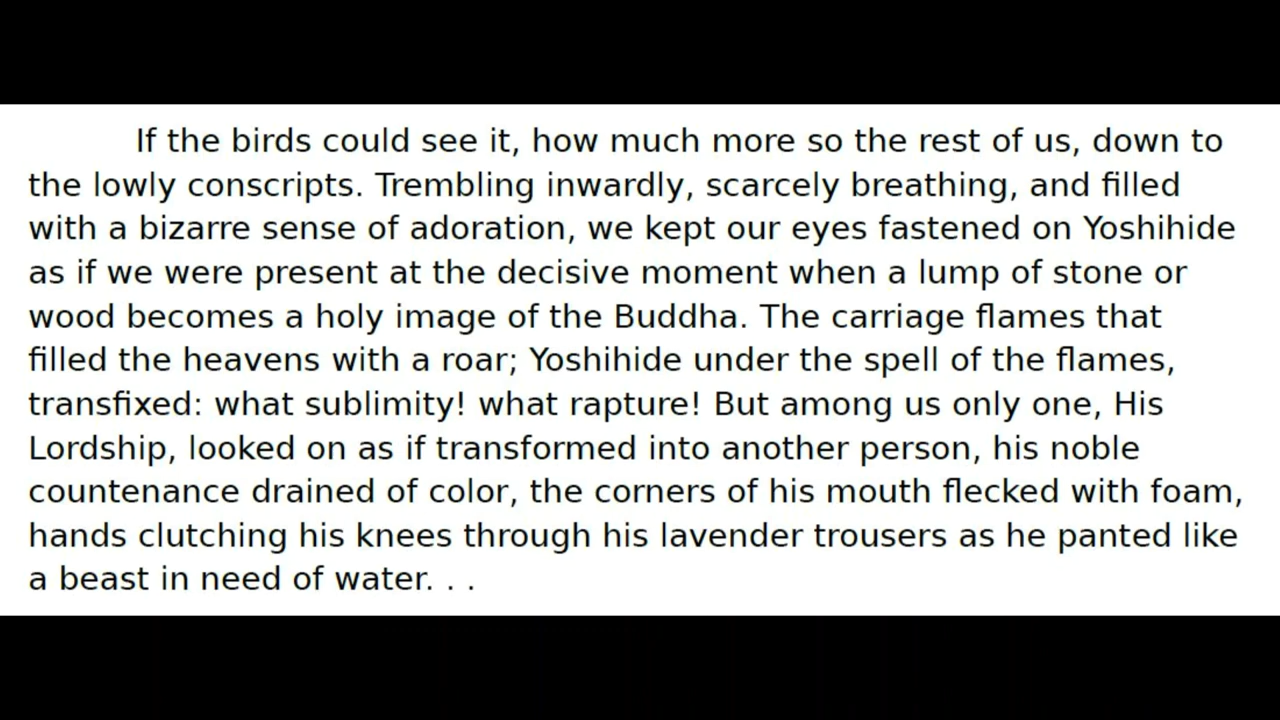 If the birds could see it, how much more so the rest of us, down to
the lowly conscripts. Trembling inwardly, scarcely breathing, and filled
with a bizarre sense of adoration, we kept our eyes fastened on Yoshihide
as if we were present at the decisive moment when a lump of stone or
wood becomes a holy image of the Buddha. The carriage flames that
filled the heavens with a roar; Yoshihide under the spell of the flames,
transfixed: what sublimity! what rapture! But among us only one, His
Lordship, looked on as if transformed into another person, his noble
countenance drained of color, the corners of his mouth flecked with foam,
hands clutching his knees through his lavender trousers as he panted like
a beast in need of water. . .